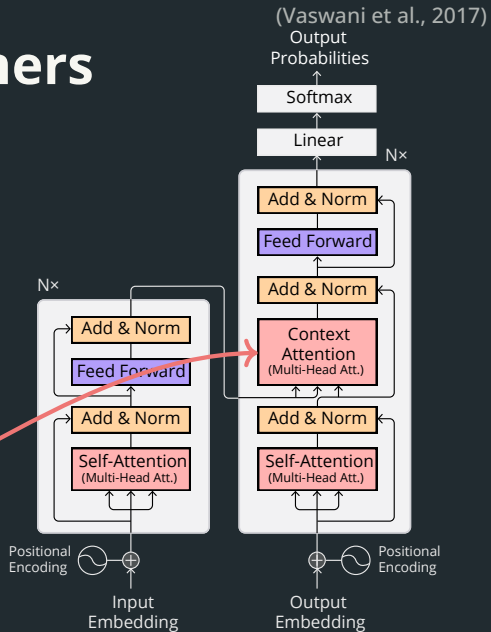 (Vaswani et al., 2017)
ners
Output
Probabilities
Softmax
Linear
N×
Add & Norm
Feed Forward
Add & Norm
Context
Attention
(Multi-Head Att.)
Add & Norm
Self-Attention
(Multi-Head Att.)
Positional
Encoding
Output
Embedding
N×
Add & Norm
Feed Forward
Add & Norm
Self-Attention
(Multi-Head Att.)
Positional
Encoding
Input
Embedding